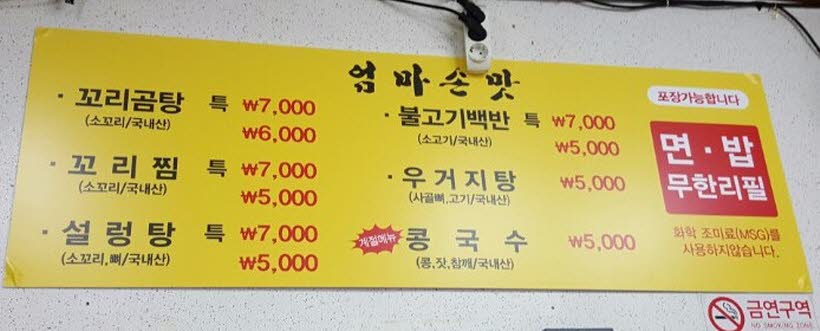 엄마손맛
· 꼬리곰탕 특 ₩7,000
(소꼬리/국내산) ₩6,000
· 꼬리찜 특 ₩7,000
(소꼬리/국내산) ₩5,000
· 설렁탕 특 ₩7,000
(소꼬리,뼈/국내산) ₩5,000
· 불고기백반 특 ₩7,000
(소고기/국내산) ₩5,000
· 우거지탕 ₩5,000
(사골뼈,고기/국내산)
계절메뉴 콩국수 ₩5,000
(콩,잣,참깨/국내산)
포장가능합니다
면·밥
무한리필
화학 조미료(MSG)를
사용하지않습니다.
금연구역
NO SMOKING ZONE